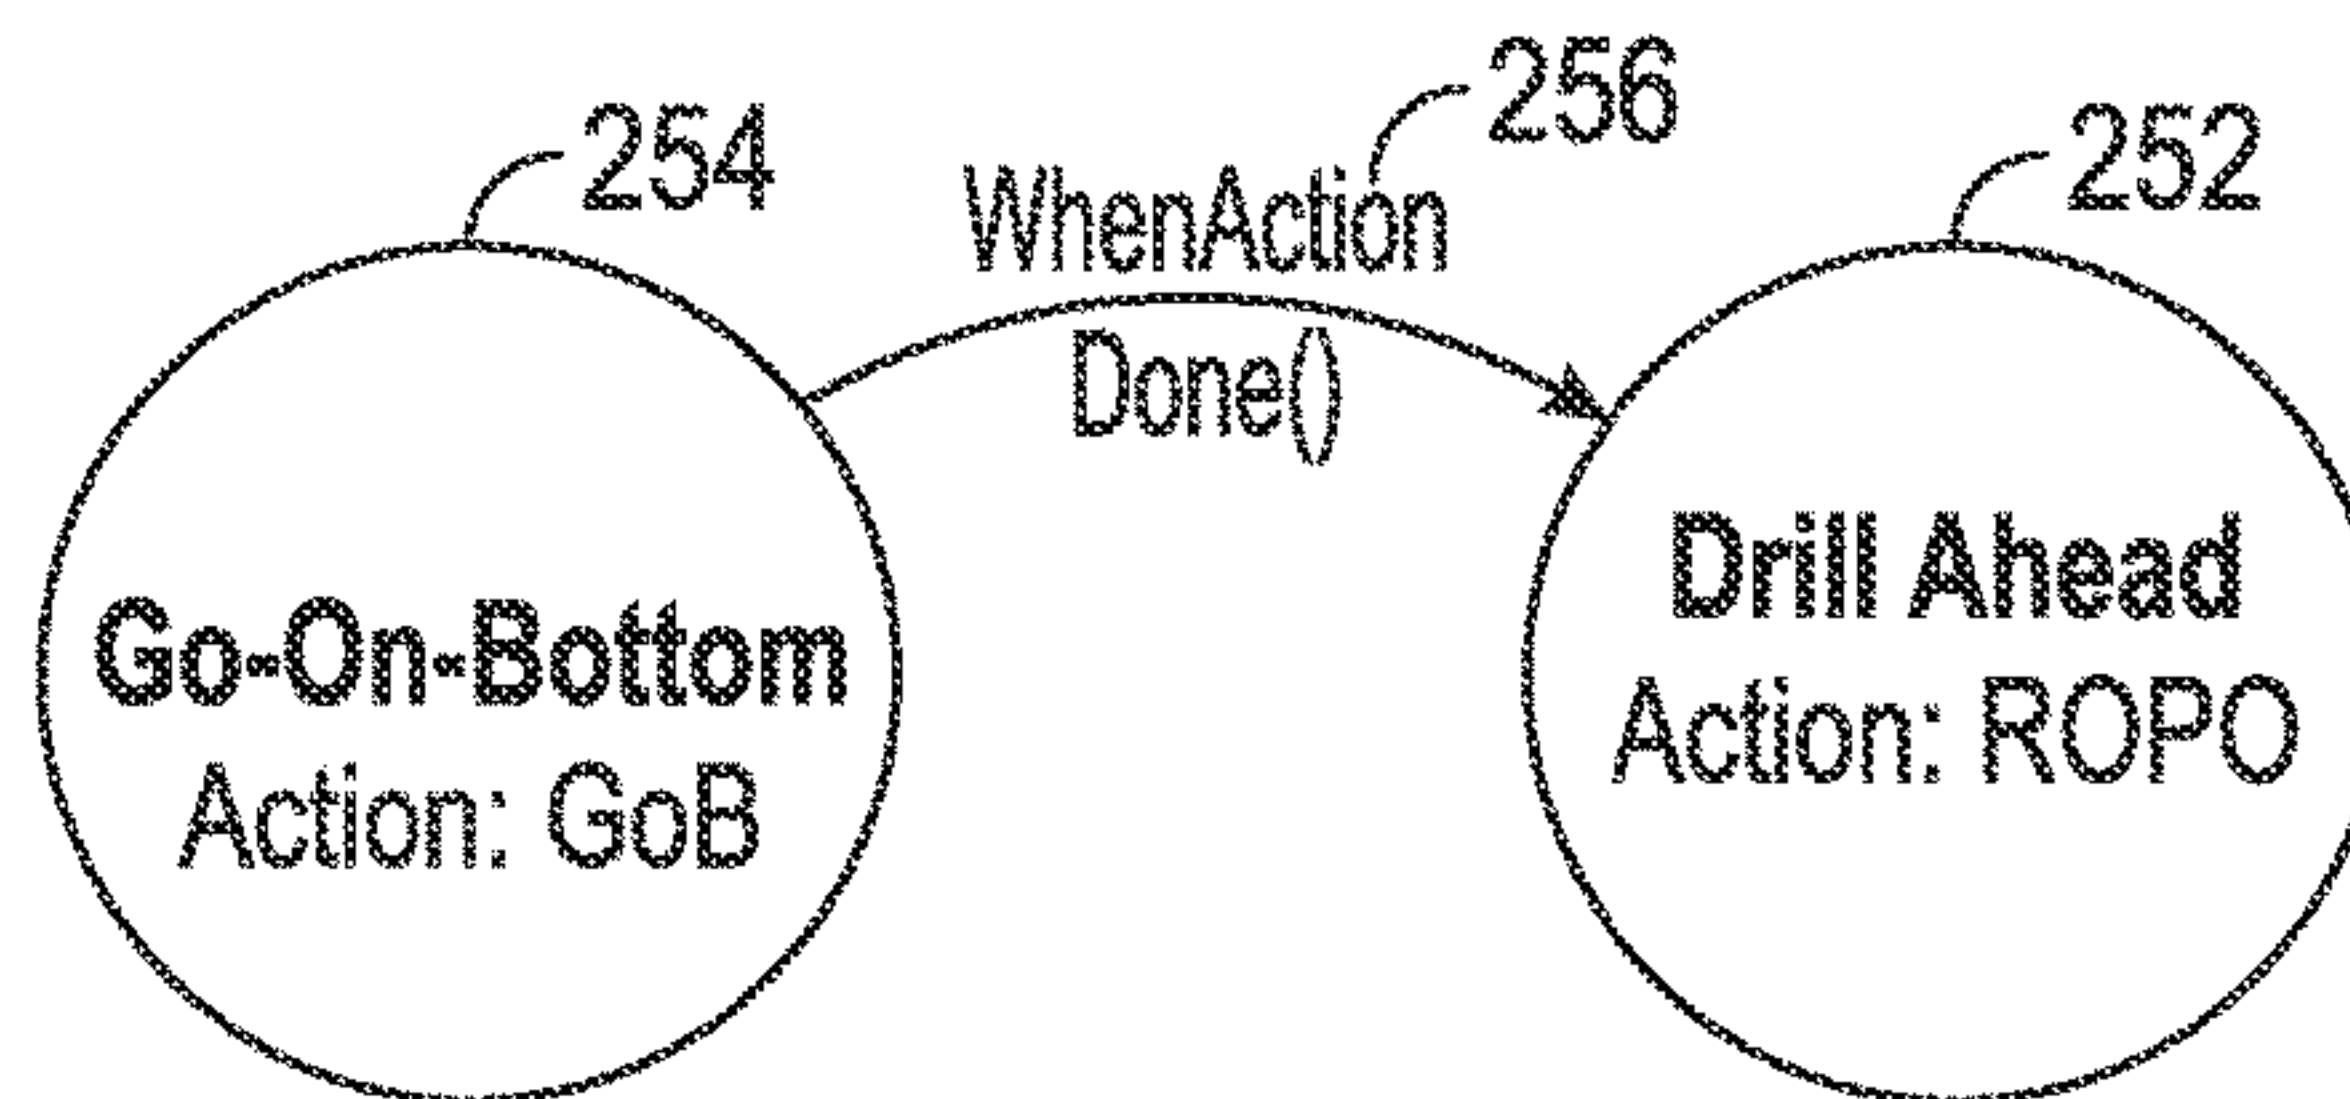 254
256
252
WhenAction
Done()
Go-On-Bottom
Action: GoB
Drill Ahead
Action: ROPO